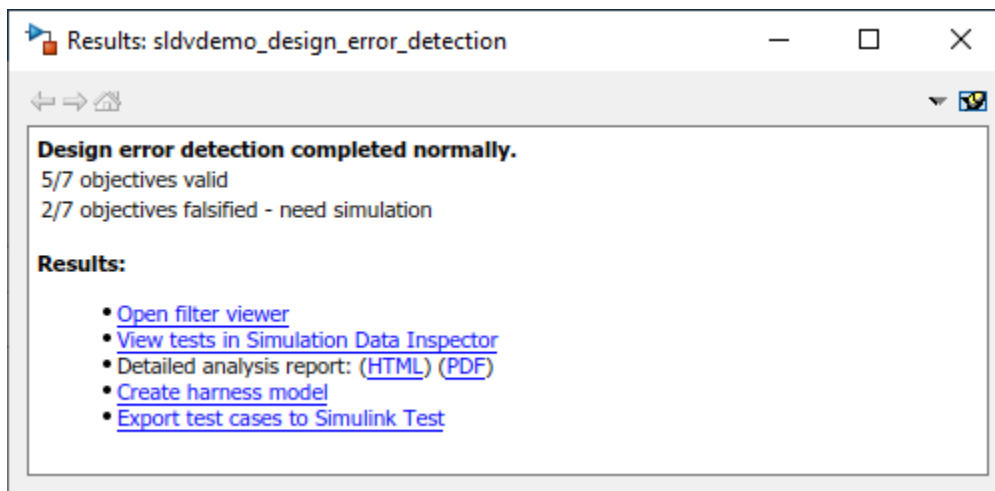 Results: sldvdemo_design_error_detection
Design error detection completed normally.
5/7 objectives valid
2/7 objectives falsified - need simulation
Results:
• Open filter viewer
• View tests in Simulation Data Inspector
• Detailed analysis report: (HTML) (PDF)
• Create harness model
• Export test cases to Simulink Test